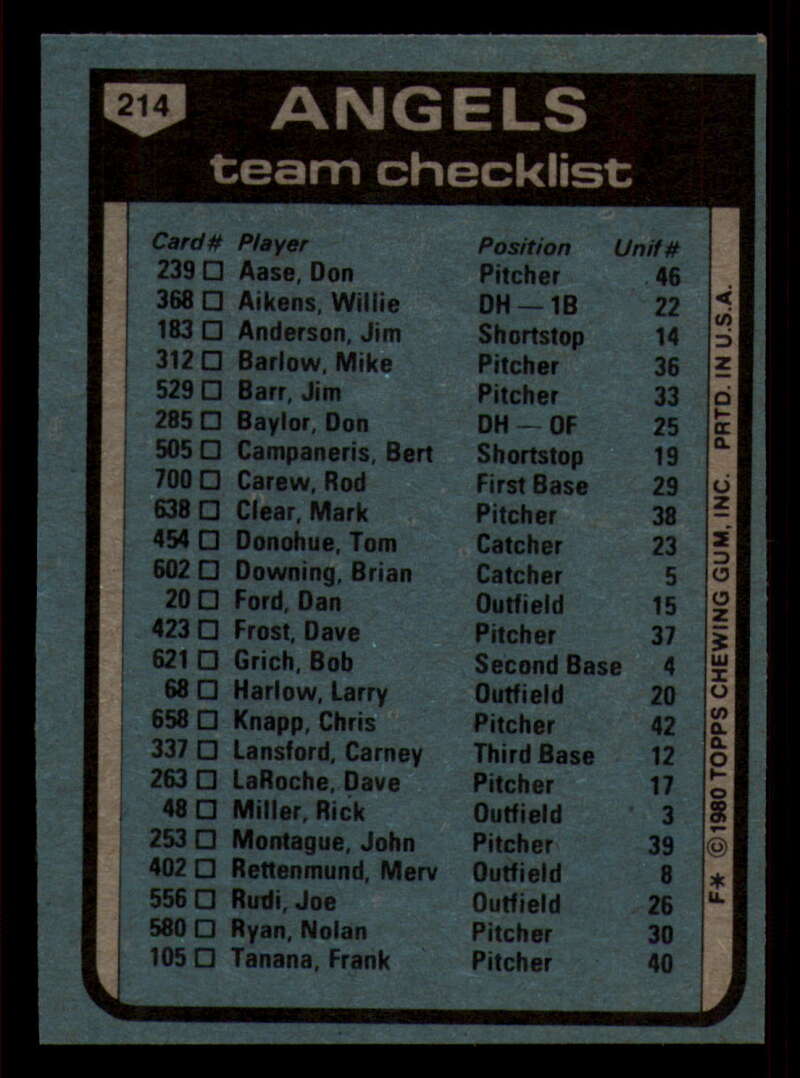 214
ANGELS
team checklist
Card# Player Position Unif#
239 □ Aase, Don Pitcher 46
368 □ Aikens, Willie DH — 1B 22
183 □ Anderson, Jim Shortstop 14
312 □ Barlow, Mike Pitcher 36
529 □ Barr, Jim Pitcher 33
285 □ Baylor, Don DH — OF 25
505 □ Campaneris, Bert Shortstop 19
700 □ Carew, Rod First Base 29
638 □ Clear, Mark Pitcher 38
454 □ Donohue, Tom Catcher 23
602 □ Downing, Brian Catcher 5
20 □ Ford, Dan Outfield 15
423 □ Frost, Dave Pitcher 37
621 □ Grich, Bob Second Base 4
68 □ Harlow, Larry Outfield 20
658 □ Knapp, Chris Pitcher 42
337 □ Lansford, Carney Third Base 12
263 □ LaRoche, Dave Pitcher 17
48 □ Miller, Rick Outfield 3
253 □ Montague, John Pitcher 39
402 □ Rettenmund, Merv Outfield 8
556 □ Rudi, Joe Outfield 26
580 □ Ryan, Nolan Pitcher 30
105 □ Tanana, Frank Pitcher 40
F* ©1980 TOPPS CHEWING GUM, INC. PRTD. IN U.S.A.